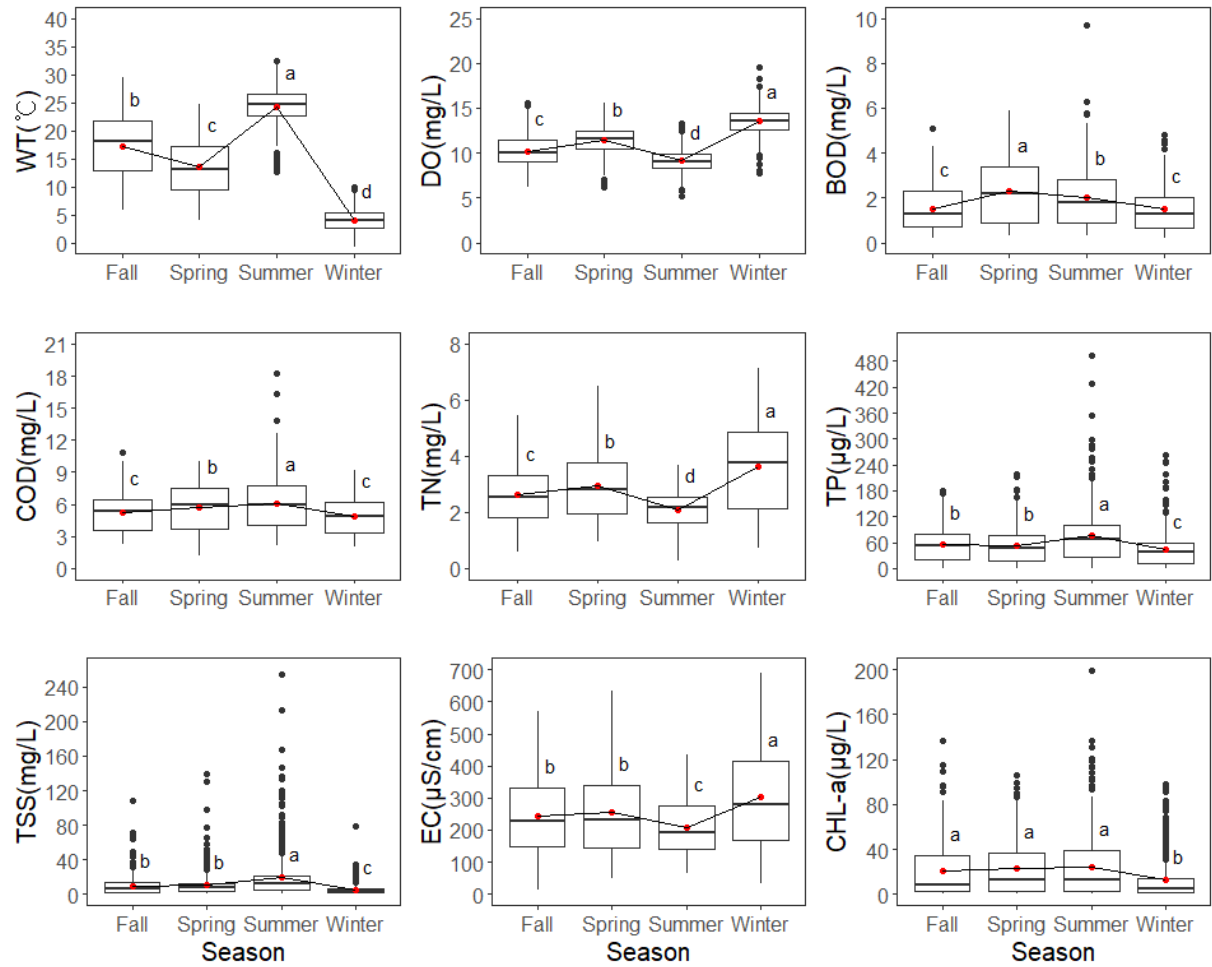 WT(℃)
40
35
30
25
20
15
10
5
0
b
c
a
d
Fall Spring Summer Winter
DO(mg/L)
25
20
15
10
5
0
c
b
d
a
Fall Spring Summer Winter
BOD(mg/L)
10
8
6
4
2
0
c
a
b
c
Fall Spring Summer Winter
COD(mg/L)
21
18
15
12
9
6
3
0
c
b
a
c
Fall Spring Summer Winter
TN(mg/L)
8
6
4
2
0
c
b
d
a
Fall Spring Summer Winter
TP(µg/L)
480
420
360
300
240
180
120
60
0
b
b
a
c
Fall Spring Summer Winter
TSS(mg/L)
240
200
160
120
80
40
0
b
b
a
c
Fall Spring Summer Winter
Season
EC(µS/cm)
700
600
500
400
300
200
100
0
b
b
c
a
Fall Spring Summer Winter
CHL-a(µg/L)
200
160
120
80
40
0
a
a
a
b
Fall Spring Summer Winter
Season